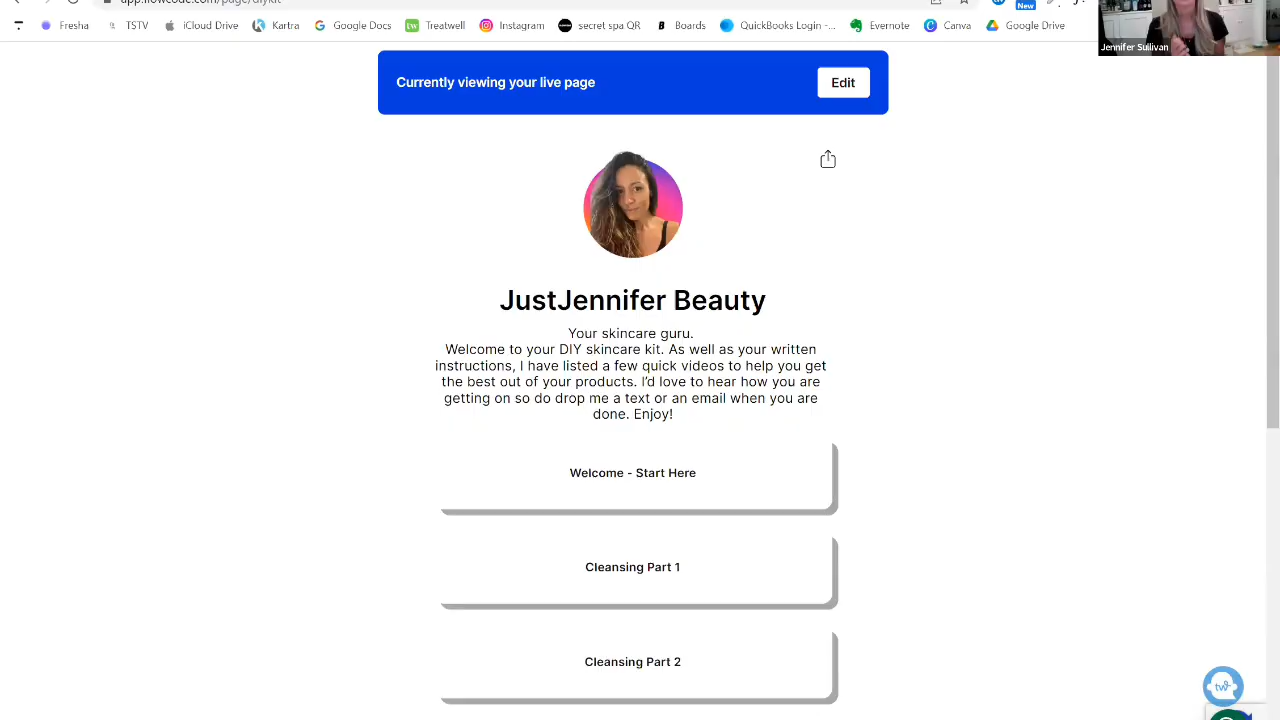 New
Fresha
TSTV
iCloud Drive
Kartra
Google Docs
tw
Treatwell
Instagram
secret spa QR
B
Boards
QuickBooks Login -...
Evernote
Canva
Google Drive
Jennifer Sullivan
Currently viewing your live page
Edit
JustJennifer Beauty
Your skincare guru.
Welcome to your DIY skincare kit. As well as your written
instructions, I have listed a few quick videos to help you get
the best out of your products. I'd love to hear how you are
getting on so do drop me a text or an email when you are
done. Enjoy!
Welcome - Start Here
Cleansing Part 1
Cleansing Part 2
tw